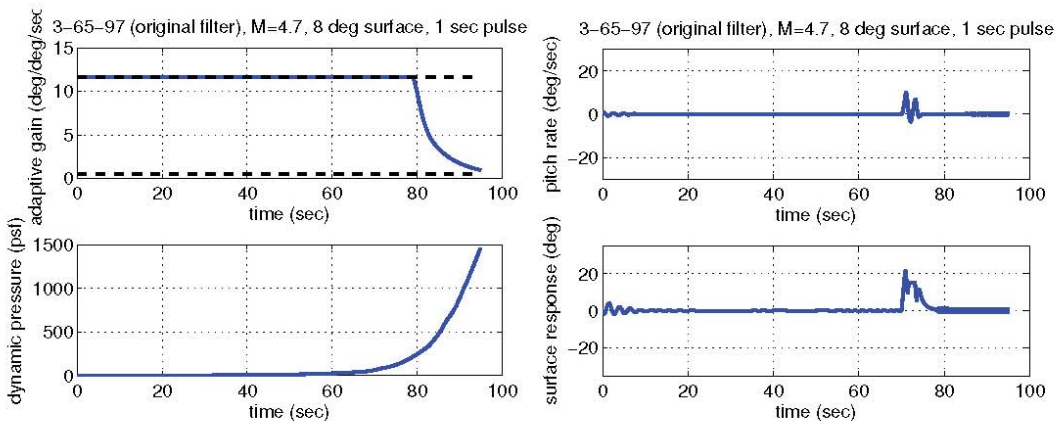 3-65-97 (original filter), M=4.7, 8 deg surface, 1 sec pulse
adaptive gain (deg/deg/sec
15
10
5
0
0 20 40 60 80 100
time (sec)
dynamic pressure (psf)
1500
1000
500
0
0 20 40 60 80 100
time (sec)
3-65-97 (original filter), M=4.7, 8 deg surface, 1 sec pulse
pitch rate (deg/sec)
20
0
-20
0 20 40 60 80 100
time (sec)
surface response (deg)
20
0
-20
0 20 40 60 80 100
time (sec)